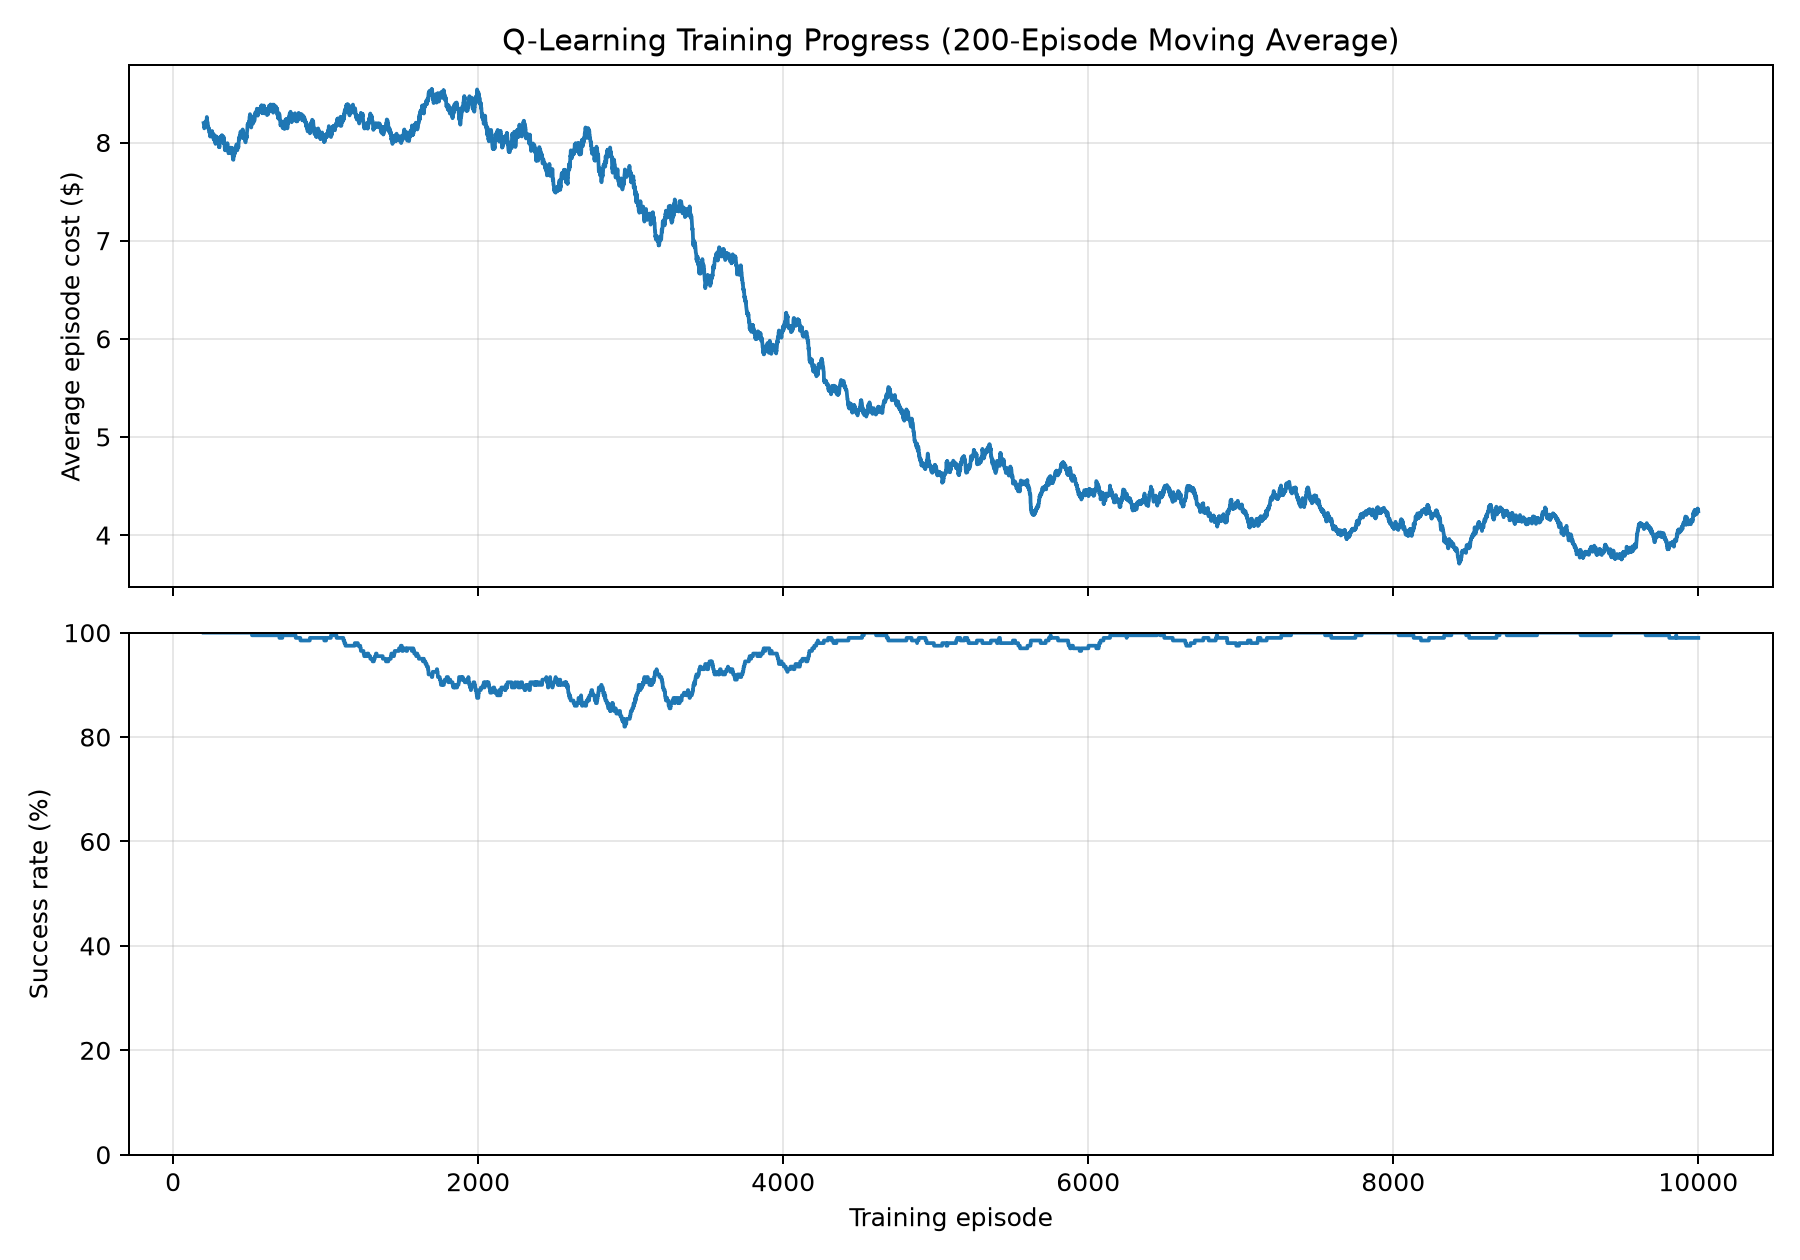 Q-Learning Training Progress (200-Episode Moving Average)
Average episode cost ($)
8
7
6
5
4
Success rate (%)
100
80
60
40
20
0
0 2000 4000 6000 8000 10000
Training episode